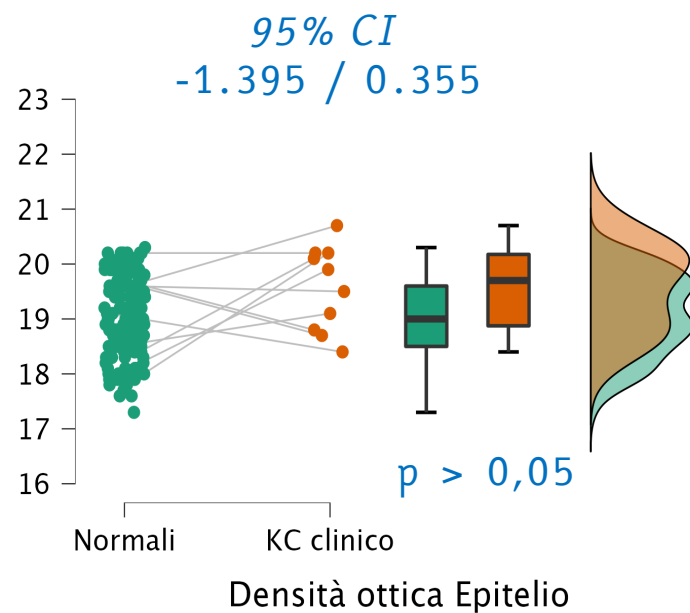 95% CI
-1.395 / 0.355
23
22
21
20
19
18
17
16
p > 0,05
Normali
KC clinico
Densità ottica Epitelio